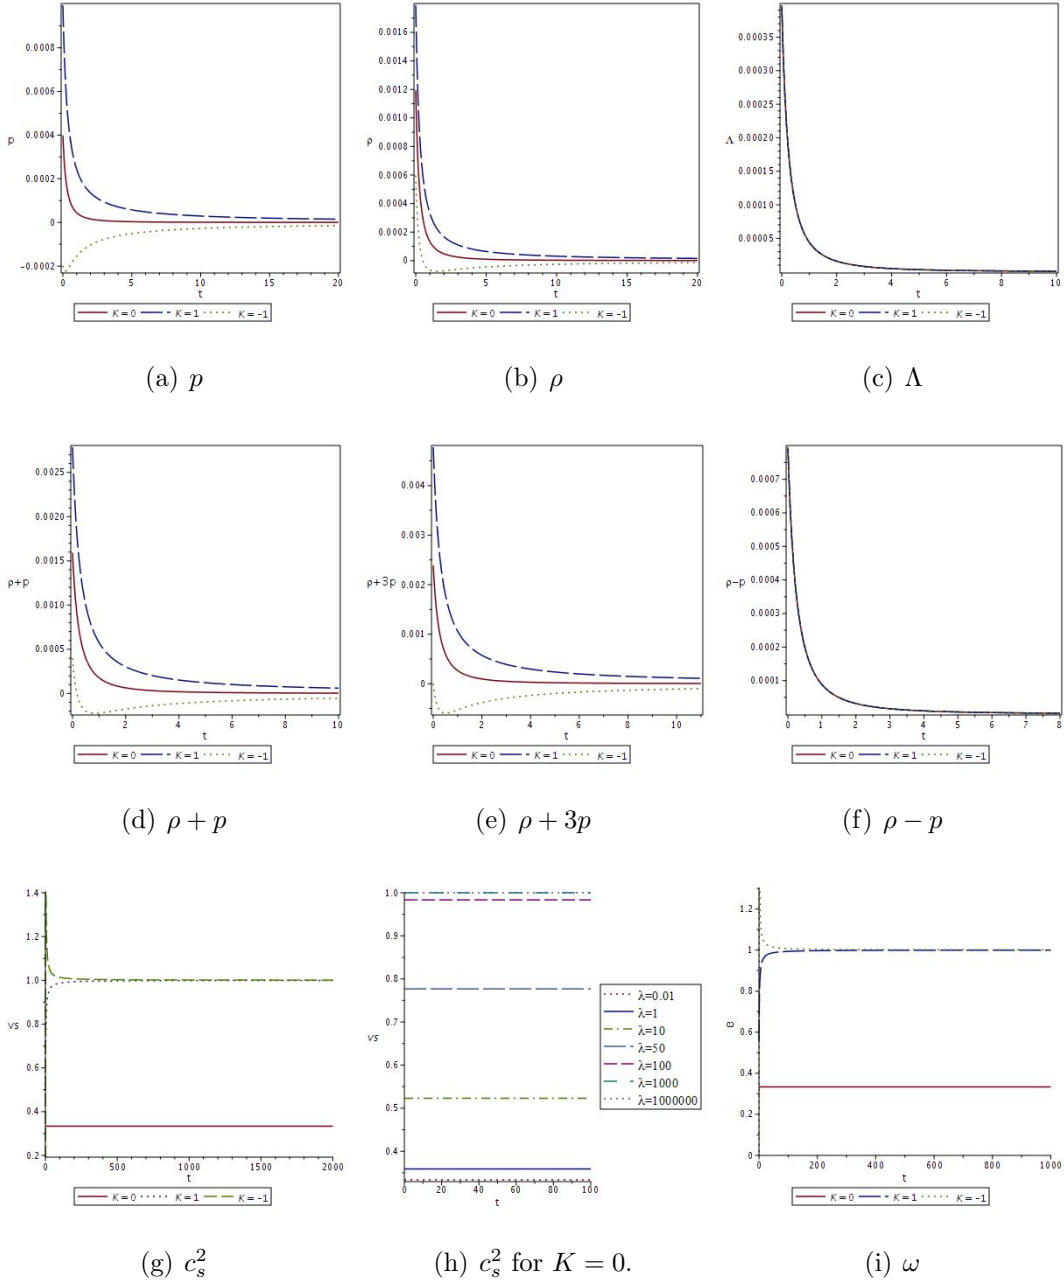 0.0008
0.0006
0.0004
0.0002
0
-0.0002
p
0 5 10 15 20
t
K = 0 K = 1 K = -1
(a) p
0.0016
0.0014
0.0012
0.0010
0.0008
0.0006
0.0004
0.0002
0
ρ
0 5 10 15 20
t
K = 0 K = 1 K = -1
(b) ρ
0.00035
0.00030
0.00025
0.00020
0.00015
0.00010
0.00005
Λ
0 2 4 6 8 10
t
K = 0 K = 1 K = -1
(c) Λ
0.0025
0.0020
0.0015
0.0010
0.0005
0
ρ+p
0 2 4 6 8 10
t
K = 0 K = 1 K = -1
(d) ρ + p
0.004
0.003
0.002
0.001
0
ρ+3p
0 2 4 6 8 10
t
K = 0 K = 1 K = -1
(e) ρ + 3p
0.0007
0.0006
0.0005
0.0004
0.0003
0.0002
0.0001
ρ−p
0 1 2 3 4 5 6 7 8
t
K = 0 K = 1 K = -1
(f) ρ − p
1.4
1.2
1.0
0.8
0.6
0.4
0.2
vs
0 500 1000 1500 2000
t
K = 0 K = 1 K = -1
(g) c_s^2
1.0
0.9
0.8
0.7
0.6
0.5
0.4
vs
0 20 40 60 80 100
t
λ=0.01
λ=1
λ=10
λ=50
λ=100
λ=1000
λ=1000000
(h) c_s^2 for K = 0.
1.2
1
0.8
0.6
0.4
0.2
0
ω
0 200 400 600 800 1000
t
K = 0 K = 1 K = -1
(i) ω